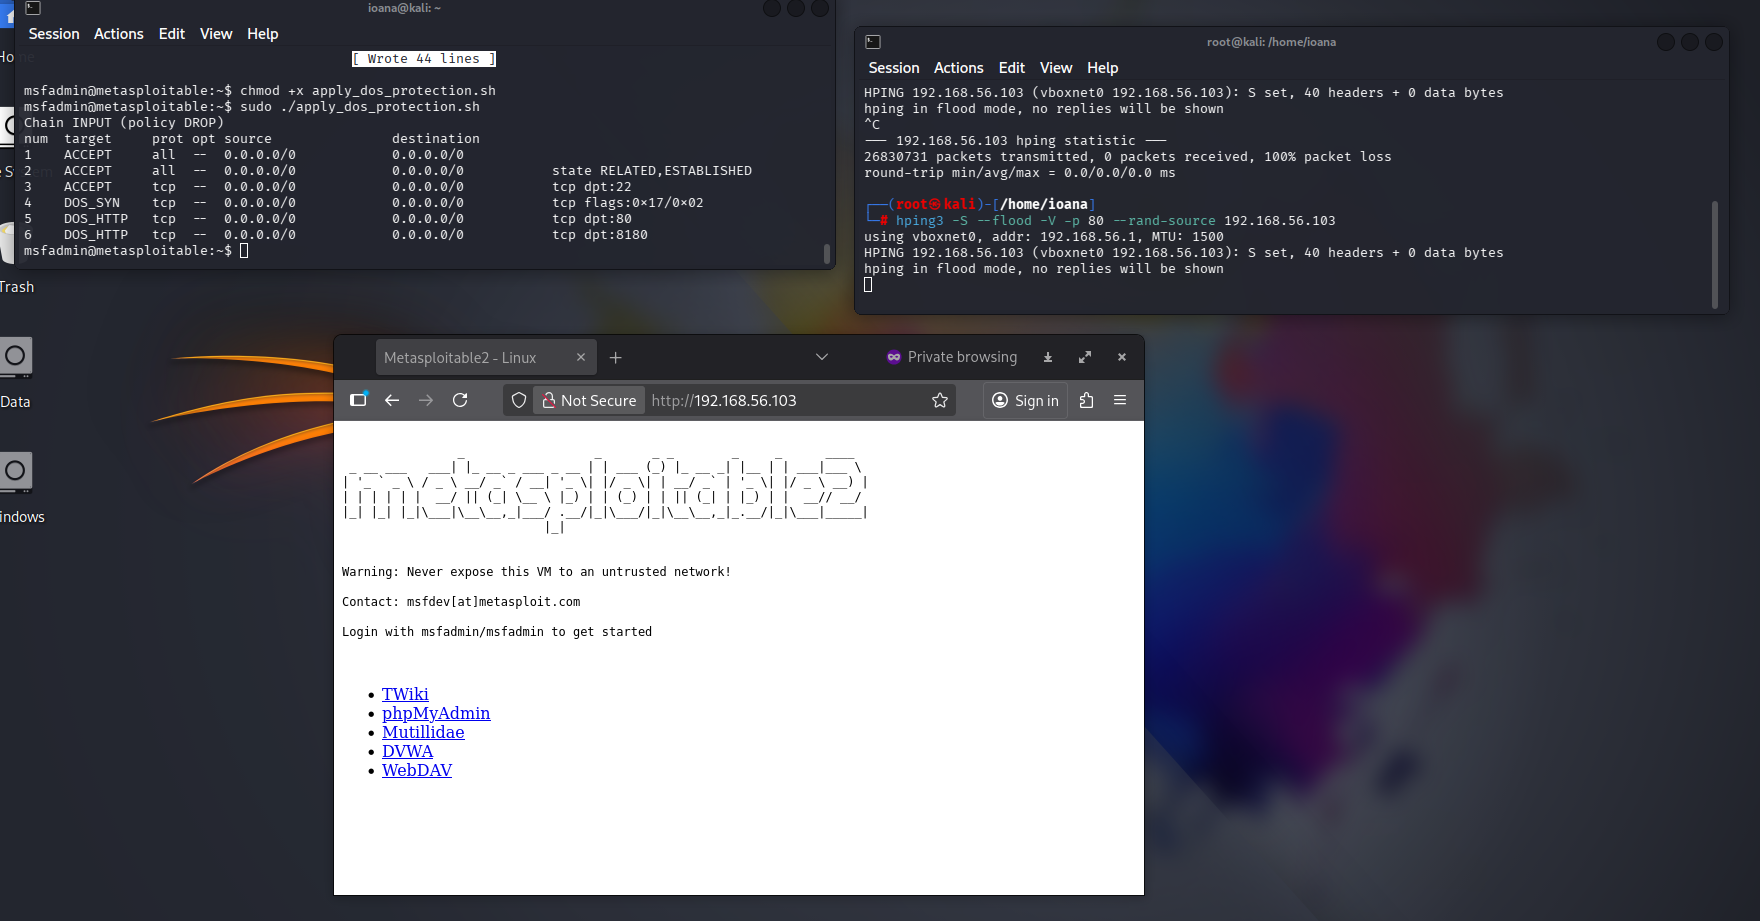 ioana@kali: ~
Session Actions Edit View Help
[ Wrote 44 lines ]
msfadmin@metasploitable:~$ chmod +x apply_dos_protection.sh
msfadmin@metasploitable:~$ sudo ./apply_dos_protection.sh
Chain INPUT (policy DROP)
num target prot opt source destination
1 ACCEPT all -- 0.0.0.0/0 0.0.0.0/0
2 ACCEPT all -- 0.0.0.0/0 0.0.0.0/0 state RELATED,ESTABLISHED
3 ACCEPT tcp -- 0.0.0.0/0 0.0.0.0/0 tcp dpt:22
4 DOS_SYN tcp -- 0.0.0.0/0 0.0.0.0/0 tcp flags:0×17/0×02
5 DOS_HTTP tcp -- 0.0.0.0/0 0.0.0.0/0 tcp dpt:80
6 DOS_HTTP tcp -- 0.0.0.0/0 0.0.0.0/0 tcp dpt:8180
msfadmin@metasploitable:~$
root@kali: /home/ioana
Session Actions Edit View Help
HPING 192.168.56.103 (vboxnet0 192.168.56.103): S set, 40 headers + 0 data bytes
hping in flood mode, no replies will be shown
^C
--- 192.168.56.103 hping statistic ---
26830731 packets transmitted, 0 packets received, 100% packet loss
round-trip min/avg/max = 0.0/0.0/0.0 ms
┌──(root㉿kali)-[/home/ioana]
└─# hping3 -S --flood -V -p 80 --rand-source 192.168.56.103
using vboxnet0, addr: 192.168.56.1, MTU: 1500
HPING 192.168.56.103 (vboxnet0 192.168.56.103): S set, 40 headers + 0 data bytes
hping in flood mode, no replies will be shown
Trash
Data
indows
Metasploitable2 - Linux
Private browsing
Not Secure http://192.168.56.103
Sign in
metasploitable2
Warning: Never expose this VM to an untrusted network!
Contact: msfdev[at]metasploit.com
Login with msfadmin/msfadmin to get started
• TWiki
• phpMyAdmin
• Mutillidae
• DVWA
• WebDAV